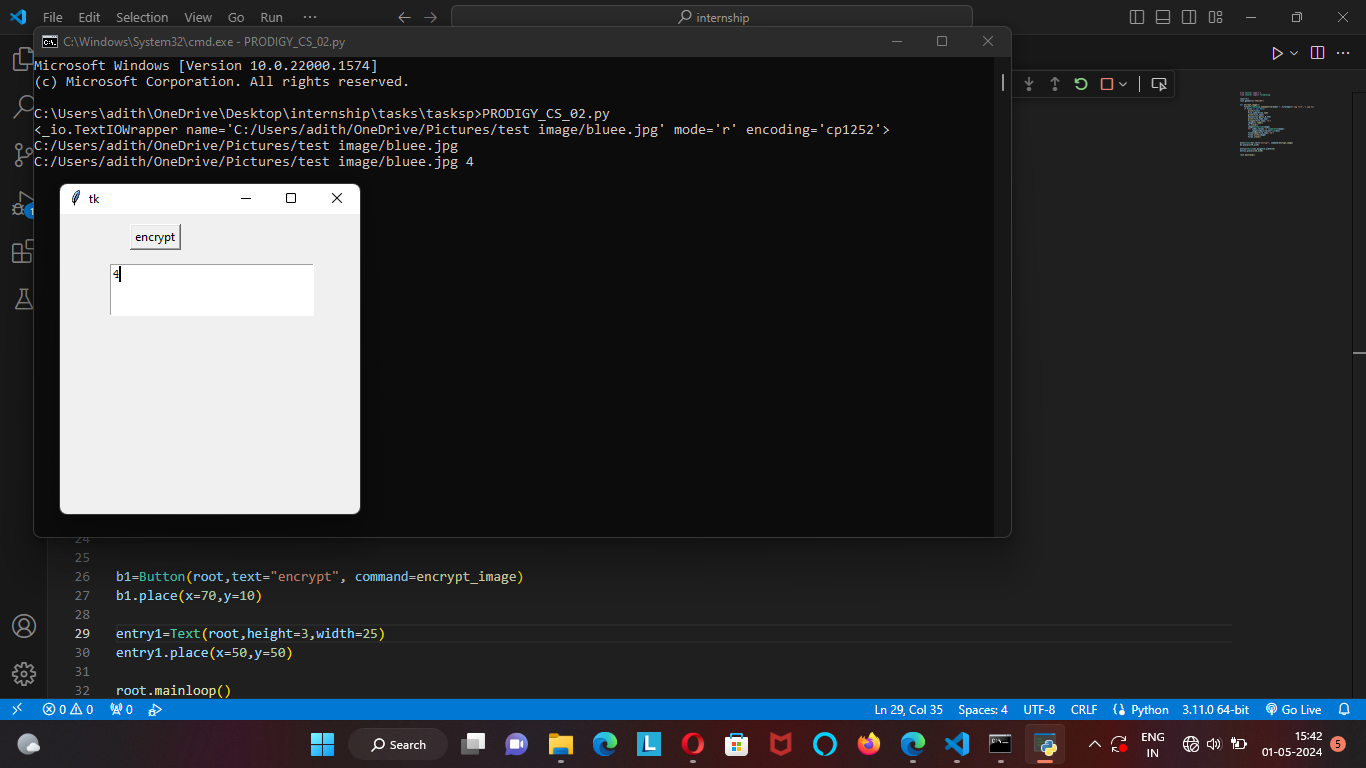 File Edit Selection View Go Run ··· internship
C:\Windows\System32\cmd.exe - PRODIGY_CS_02.py
Microsoft Windows [Version 10.0.22000.1574]
(c) Microsoft Corporation. All rights reserved.
C:\Users\adith\OneDrive\Desktop\internship\tasks\tasksp>PRODIGY_CS_02.py
<_io.TextIOWrapper name='C:/Users/adith/OneDrive/Pictures/test image/bluee.jpg' mode='r' encoding='cp1252'>
C:/Users/adith/OneDrive/Pictures/test image/bluee.jpg
C:/Users/adith/OneDrive/Pictures/test image/bluee.jpg 4
tk
encrypt
4
1
24
25
26 b1=Button(root,text="encrypt", command=encrypt_image)
27 b1.place(x=70,y=10)
28
29 entry1=Text(root,height=3,width=25)
30 entry1.place(x=50,y=50)
31
32 root.mainloop()
0 0 0 Ln 29, Col 35 Spaces: 4 UTF-8 CRLF Python 3.11.0 64-bit Go Live
Search L ENG 15:42
IN 01-05-2024 5